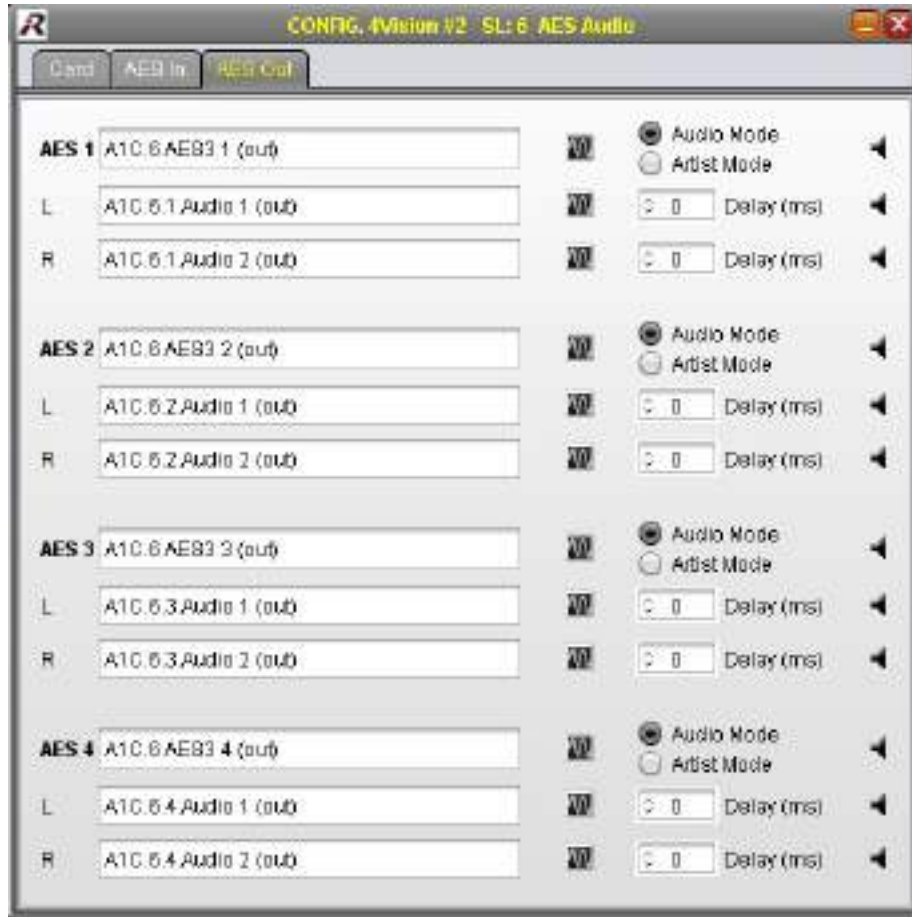 R
CONFIG. 4Vision #2 SL: 6 AES Audio
Card AES In AES Out
AES 1 A1C.6.AES3 1 (out) Audio Mode
Artist Mode
L A1C.6.1.Audio 1 (out) 0 Delay (ms)
R A1C.6.1.Audio 2 (out) 0 Delay (ms)
AES 2 A1C.6.AES3 2 (out) Audio Mode
Artist Mode
L A1C.6.2.Audio 1 (out) 0 Delay (ms)
R A1C.6.2.Audio 2 (out) 0 Delay (ms)
AES 3 A1C.6.AES3 3 (out) Audio Mode
Artist Mode
L A1C.6.3.Audio 1 (out) 0 Delay (ms)
R A1C.6.3.Audio 2 (out) 0 Delay (ms)
AES 4 A1C.6.AES3 4 (out) Audio Mode
Artist Mode
L A1C.6.4.Audio 1 (out) 0 Delay (ms)
R A1C.6.4.Audio 2 (out) 0 Delay (ms)